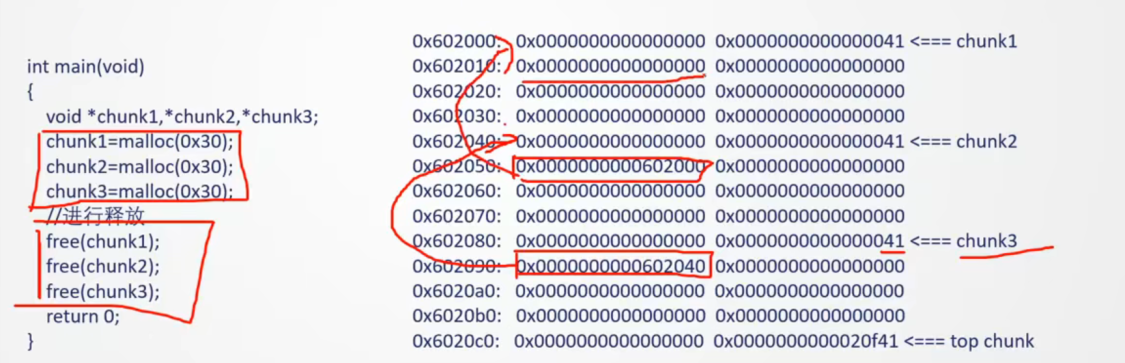 int main(void)
{
void *chunk1,*chunk2,*chunk3;
chunk1=malloc(0x30);
chunk2=malloc(0x30);
chunk3=malloc(0x30);
//进行释放
free(chunk1);
free(chunk2);
free(chunk3);
return 0;
}
0x602000: 0x0000000000000000 0x0000000000000041 <=== chunk1
0x602010: 0x0000000000000000 0x0000000000000000
0x602020: 0x0000000000000000 0x0000000000000000
0x602030: 0x0000000000000000 0x0000000000000000
0x602040: 0x0000000000000000 0x0000000000000041 <=== chunk2
0x602050: 0x0000000000602000 0x0000000000000000
0x602060: 0x0000000000000000 0x0000000000000000
0x602070: 0x0000000000000000 0x0000000000000000
0x602080: 0x0000000000000000 0x0000000000000041 <=== chunk3
0x602090: 0x0000000000602040 0x0000000000000000
0x6020a0: 0x0000000000000000 0x0000000000000000
0x6020b0: 0x0000000000000000 0x0000000000000000
0x6020c0: 0x0000000000000000 0x0000000000020f41 <=== top chunk